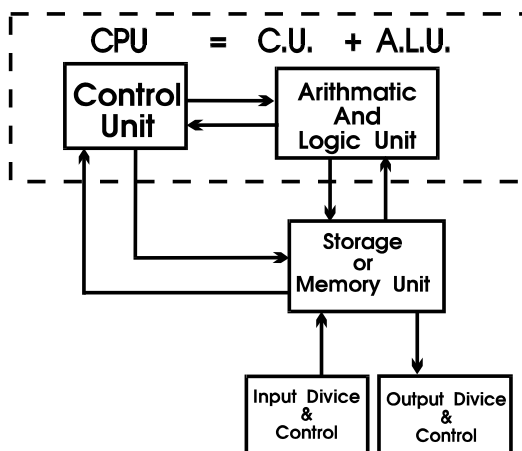 CPU = C.U. + A.L.U.
Control
Unit
Arithmatic
And
Logic Unit
Storage
or
Memory Unit
Input Divice
&
Control
Output Divice
&
Control